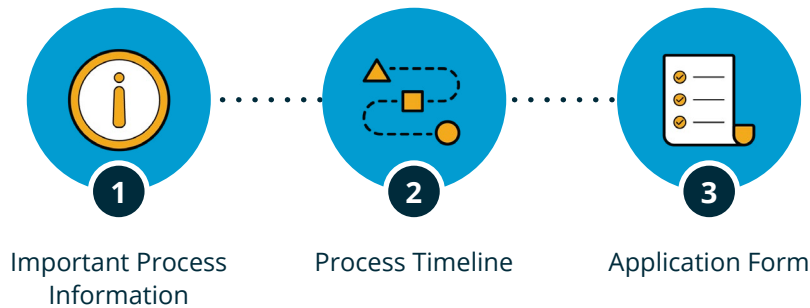 1
2
3
Important Process
Information
Process Timeline
Application Form